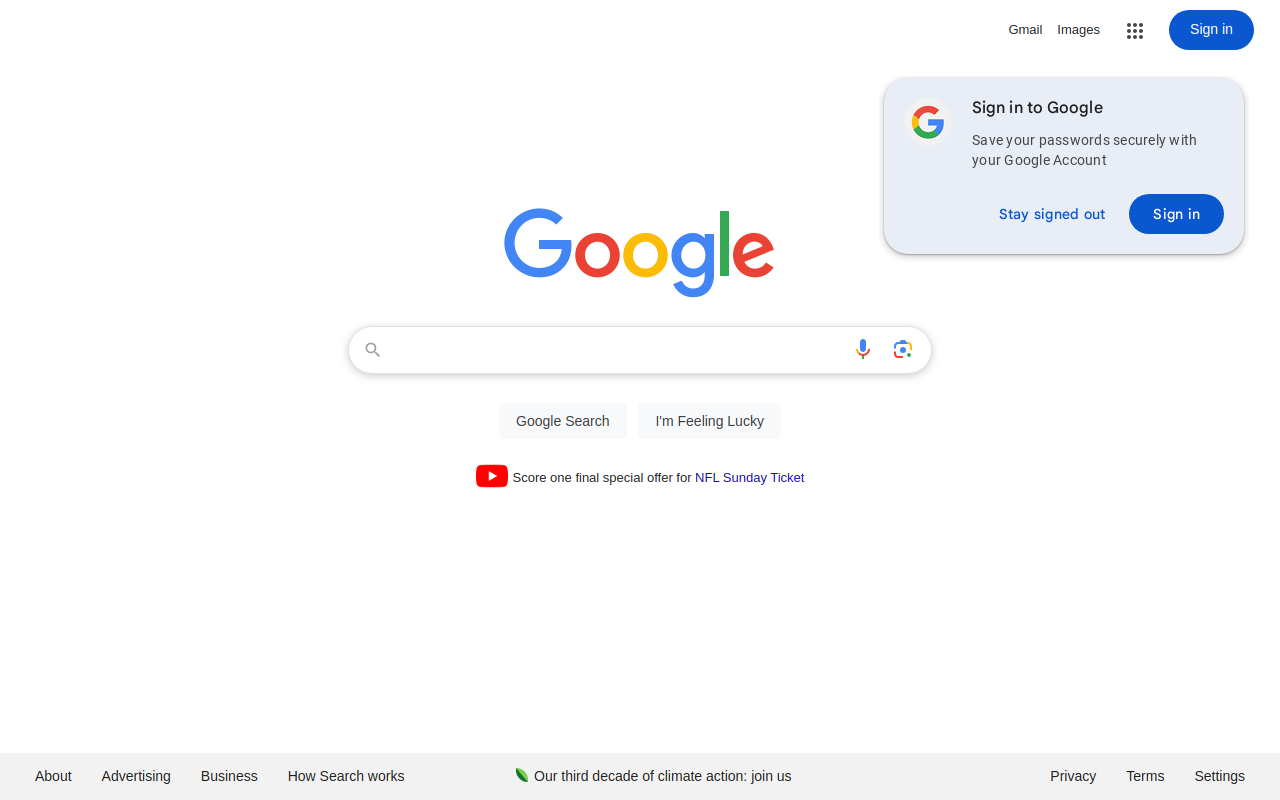 Gmail Images Sign in
Sign in to Google
Save your passwords securely with
your Google Account
Stay signed out Sign in
Google
Google Search I'm Feeling Lucky
Score one final special offer for NFL Sunday Ticket
About Advertising Business How Search works Our third decade of climate action: join us Privacy Terms Settings